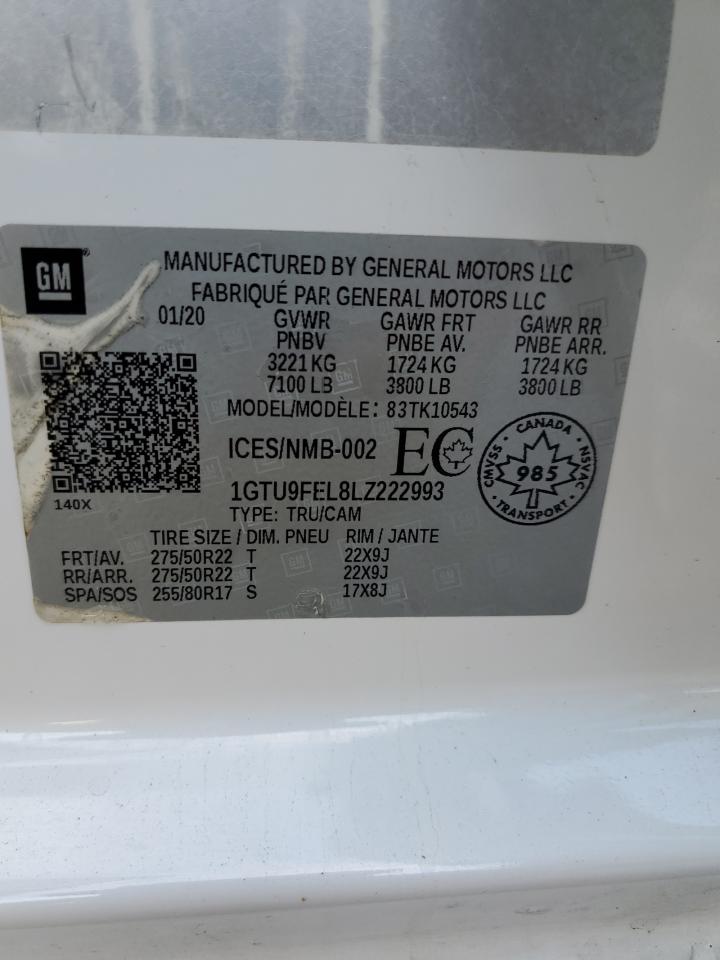 GM®
MANUFACTURED BY GENERAL MOTORS LLC
FABRIQUÉ PAR GENERAL MOTORS LLC
01/20 GVWR GAWR FRT GAWR RR
PNBV PNBE AV. PNBE ARR.
3221 KG 1724 KG 1724 KG
7100 LB 3800 LB 3800 LB
MODEL/MODÈLE: 83TK10543
ICES/NMB-002 EC
CANADA
CMVSS 985 NSVAC
TRANSPORT
140X
1GTU9FEL8LZ222993
TYPE: TRU/CAM
TIRE SIZE / DIM. PNEU RIM / JANTE
FRT/AV. 275/50R22 T 22X9J
RR/ARR. 275/50R22 T 22X9J
SPA/SOS 255/80R17 S 17X8J